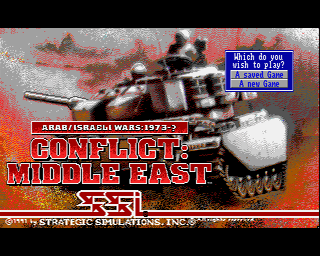 Which do you
wish to play?
A saved Game
A new Game
ARAB/ISRAELI WARS:1973-?
CONFLICT:
MIDDLE EAST
SSI
©1991 by STRATEGIC SIMULATIONS, INC.®